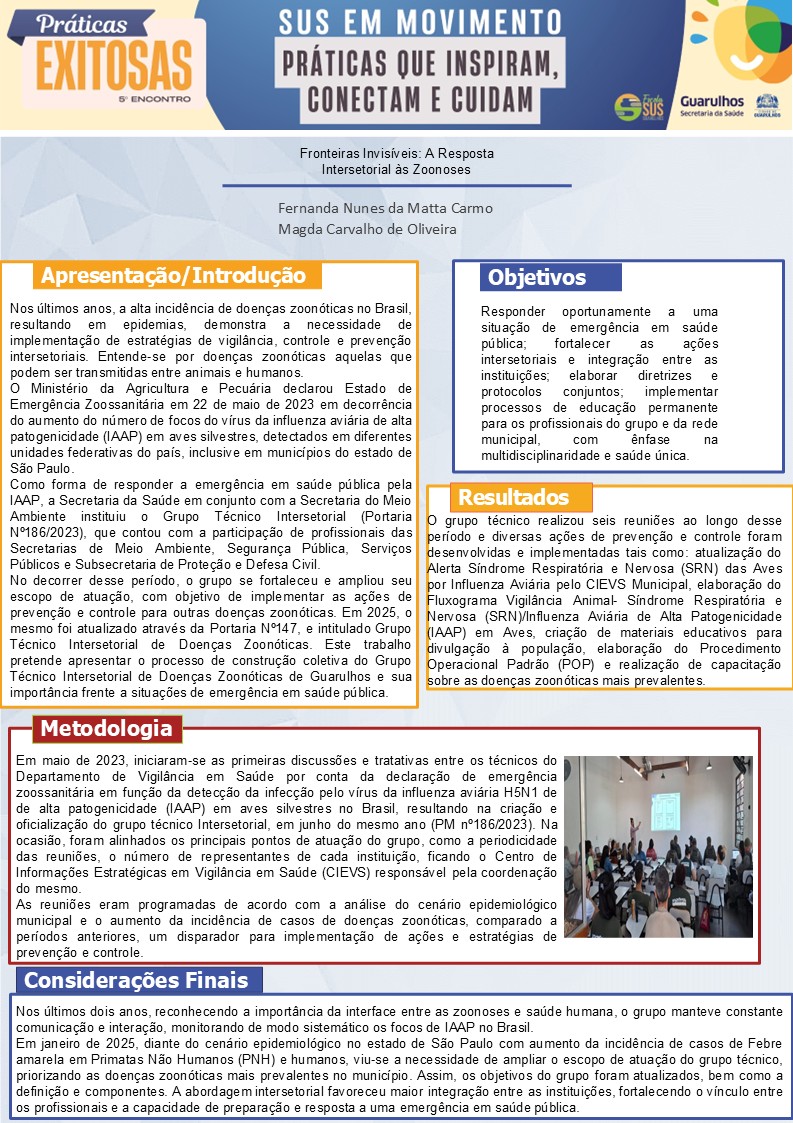 Práticas
EXITOSAS
5º ENCONTRO
SUS EM MOVIMENTO
PRÁTICAS QUE INSPIRAM,
CONECTAM E CUIDAM
Escola
SUS
Guarulhos
Secretaria da Saúde
GUARULHOS
Fronteiras Invisíveis: A Resposta
Intersetorial às Zoonoses
Fernanda Nunes da Matta Carmo
Magda Carvalho de Oliveira
Apresentação/Introdução
Nos últimos anos, a alta incidência de doenças zoonóticas no Brasil,
resultando em epidemias, demonstra a necessidade de
implementação de estratégias de vigilância, controle e prevenção
intersetoriais. Entende-se por doenças zoonóticas aquelas que
podem ser transmitidas entre animais e humanos.
O Ministério da Agricultura e Pecuária declarou Estado de
Emergência Zoossanitária em 22 de maio de 2023 em decorrência
do aumento do número de focos do vírus da influenza aviária de alta
patogenicidade (IAAP) em aves silvestres, detectados em diferentes
unidades federativas do país, inclusive em municípios do estado de
São Paulo.
Como forma de responder a emergência em saúde pública pela
IAAP, a Secretaria da Saúde em conjunto com a Secretaria do Meio
Ambiente instituiu o Grupo Técnico Intersetorial (Portaria
Nº186/2023), que contou com a participação de profissionais das
Secretarias de Meio Ambiente, Segurança Pública, Serviços
Públicos e Subsecretaria de Proteção e Defesa Civil.
No decorrer desse período, o grupo se fortaleceu e ampliou seu
escopo de atuação, com objetivo de implementar as ações de
prevenção e controle para outras doenças zoonóticas. Em 2025, o
mesmo foi atualizado através da Portaria Nº147, e intitulado Grupo
Técnico Intersetorial de Doenças Zoonóticas. Este trabalho
pretende apresentar o processo de construção coletiva do Grupo
Técnico Intersetorial de Doenças Zoonóticas de Guarulhos e sua
importância frente a situações de emergência em saúde pública.
Objetivos
Responder oportunamente a uma
situação de emergência em saúde
pública; fortalecer as ações
intersetoriais e integração entre as
instituições; elaborar diretrizes e
protocolos conjuntos; implementar
processos de educação permanente
para os profissionais do grupo e da rede
municipal, com ênfase na
multidisciplinaridade e saúde única.
Resultados
O grupo técnico realizou seis reuniões ao longo desse
período e diversas ações de prevenção e controle foram
desenvolvidas e implementadas tais como: atualização do
Alerta Síndrome Respiratória e Nervosa (SRN) das Aves
por Influenza Aviária pelo CIEVS Municipal, elaboração do
Fluxograma Vigilância Animal- Síndrome Respiratória e
Nervosa (SRN)/Influenza Aviária de Alta Patogenicidade
(IAAP) em Aves, criação de materiais educativos para
divulgação à população, elaboração do Procedimento
Operacional Padrão (POP) e realização de capacitação
sobre as doenças zoonóticas mais prevalentes.
Metodologia
Em maio de 2023, iniciaram-se as primeiras discussões e tratativas entre os técnicos do
Departamento de Vigilância em Saúde por conta da declaração de emergência
zoossanitária em função da detecção da infecção pelo vírus da influenza aviária H5N1 de
de alta patogenicidade (IAAP) em aves silvestres no Brasil, resultando na criação e
oficialização do grupo técnico Intersetorial, em junho do mesmo ano (PM nº186/2023). Na
ocasião, foram alinhados os principais pontos de atuação do grupo, como a periodicidade
das reuniões, o número de representantes de cada instituição, ficando o Centro de
Informações Estratégicas em Vigilância em Saúde (CIEVS) responsável pela coordenação
do mesmo.
As reuniões eram programadas de acordo com a análise do cenário epidemiológico
municipal e o aumento da incidência de casos de doenças zoonóticas, comparado a
períodos anteriores, um disparador para implementação de ações e estratégias de
prevenção e controle.
Considerações Finais
Nos últimos dois anos, reconhecendo a importância da interface entre as zoonoses e saúde humana, o grupo manteve constante
comunicação e interação, monitorando de modo sistemático os focos de IAAP no Brasil.
Em janeiro de 2025, diante do cenário epidemiológico no estado de São Paulo com aumento da incidência de casos de Febre
amarela em Primatas Não Humanos (PNH) e humanos, viu-se a necessidade de ampliar o escopo de atuação do grupo técnico,
priorizando as doenças zoonóticas mais prevalentes no município. Assim, os objetivos do grupo foram atualizados, bem como a
definição e componentes. A abordagem intersetorial favoreceu maior integração entre as instituições, fortalecendo o vínculo entre
os profissionais e a capacidade de preparação e resposta a uma emergência em saúde pública.